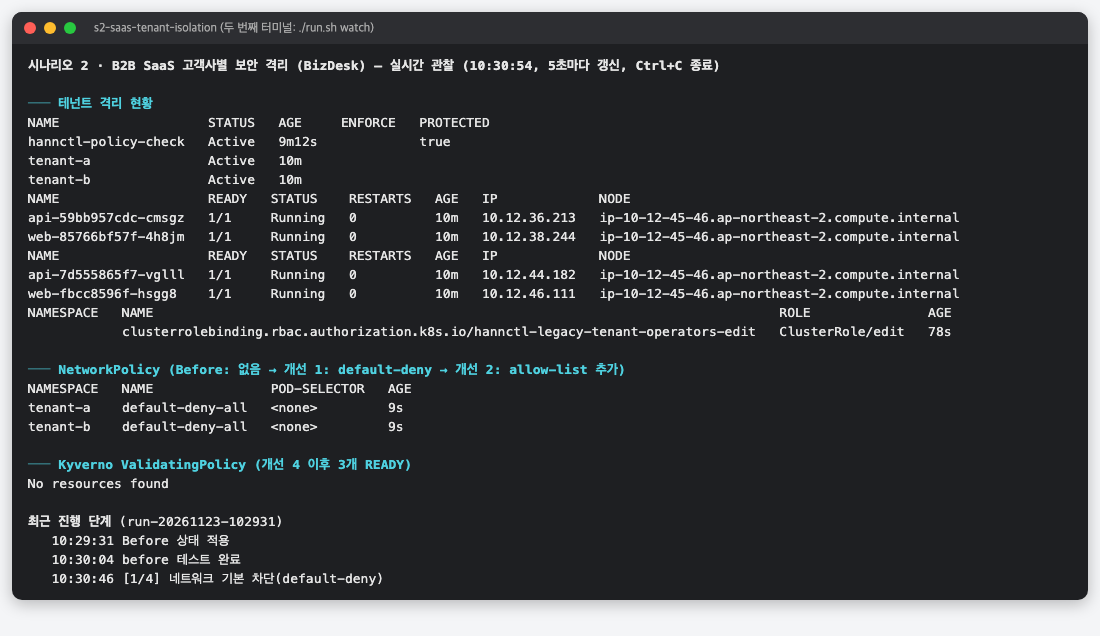 s2-saas-tenant-isolation (두 번째 터미널: ./run.sh watch)
시나리오 2 · B2B SaaS 고객사별 보안 격리 (BizDesk) — 실시간 관찰 (10:30:54, 5초마다 갱신, Ctrl+C 종료)
─── 테넌트 격리 현황
NAME STATUS AGE ENFORCE PROTECTED
hannctl-policy-check Active 9m12s true
tenant-a Active 10m
tenant-b Active 10m
NAME READY STATUS RESTARTS AGE IP NODE
api-59bb957cdc-cmsgz 1/1 Running 0 10m 10.12.36.213 ip-10-12-45-46.ap-northeast-2.compute.internal
web-85766bf57f-4h8jm 1/1 Running 0 10m 10.12.38.244 ip-10-12-45-46.ap-northeast-2.compute.internal
NAME READY STATUS RESTARTS AGE IP NODE
api-7d555865f7-vglll 1/1 Running 0 10m 10.12.44.182 ip-10-12-45-46.ap-northeast-2.compute.internal
web-fbcc8596f-hsgg8 1/1 Running 0 10m 10.12.46.111 ip-10-12-45-46.ap-northeast-2.compute.internal
NAMESPACE NAME ROLE AGE
clusterrolebinding.rbac.authorization.k8s.io/hannctl-legacy-tenant-operators-edit ClusterRole/edit 78s
─── NetworkPolicy (Before: 없음 → 개선 1: default-deny → 개선 2: allow-list 추가)
NAMESPACE NAME POD-SELECTOR AGE
tenant-a default-deny-all <none> 9s
tenant-b default-deny-all <none> 9s
─── Kyverno ValidatingPolicy (개선 4 이후 3개 READY)
No resources found
최근 진행 단계 (run-20261123-102931)
10:29:31 Before 상태 적용
10:30:04 before 테스트 완료
10:30:46 [1/4] 네트워크 기본 차단(default-deny)